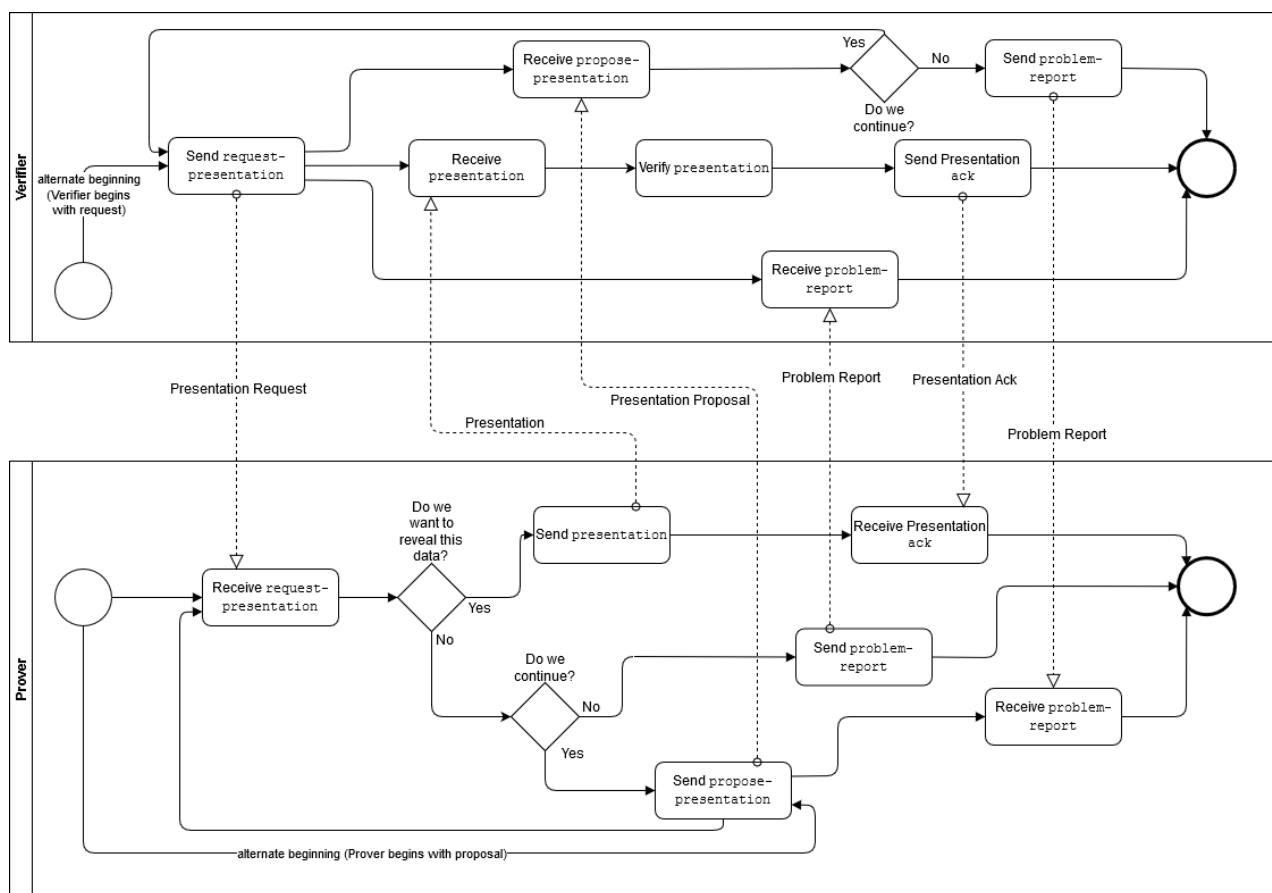 Verifier
Yes
Receive propose-
presentation
No
Send problem-
report
Do we
continue?
Send request-
presentation
Receive
presentation
Verify presentation
Send Presentation
ack
alternate beginning
(Verifier begins
with request)
Receive problem-
report
Presentation Request
Problem Report
Presentation Ack
Presentation Proposal
Presentation
Problem Report
Prover
Do we
want to
reveal this
data?
Send presentation
Receive Presentation
ack
Receive request-
presentation
Yes
No
Do we
continue?
Send problem-
report
No
Receive problem-
report
Yes
Send propose-
presentation
alternate beginning (Prover begins with proposal)